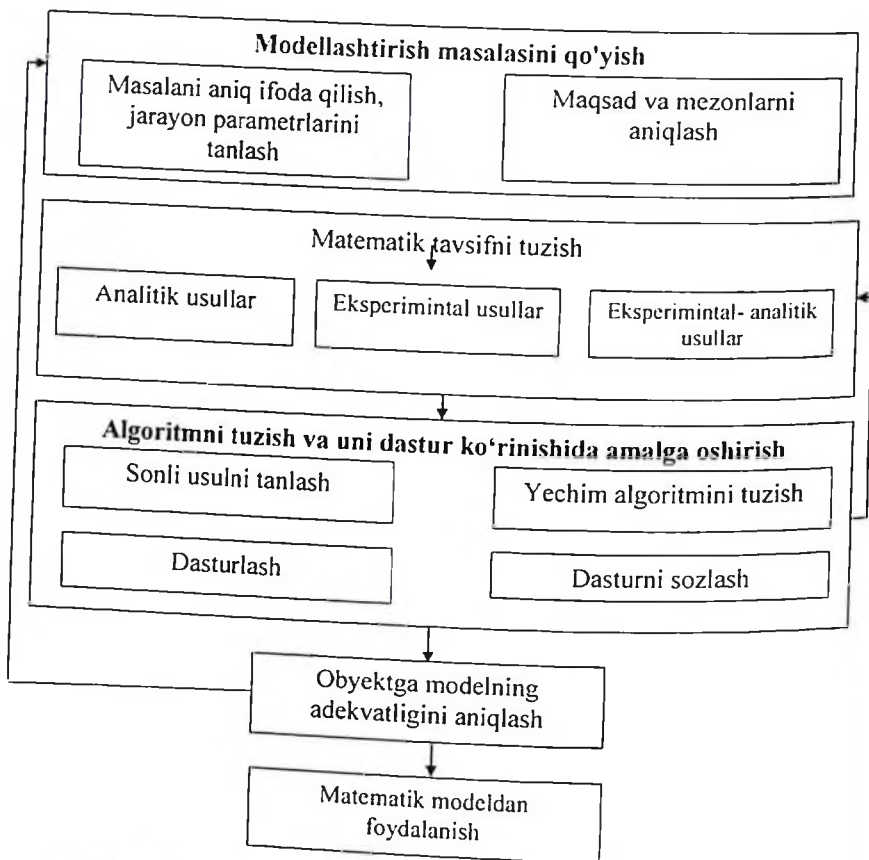 Modellashtirish masalasini qo'yish
Masalani aniq ifoda qilish,
jarayon parametrlarini
tanlash
Maqsad va mezonlarni
aniqlash
Matematik tavsifni tuzish
Analitik usullar
Eksperimintal usullar
Eksperimintal- analitik
usullar
Algoritmni tuzish va uni dastur ko‘rinishida amalga oshirish
Sonli usulni tanlash
Yechim algoritmini tuzish
Dasturlash
Dasturni sozlash
Obyektga modelning
adekvatligini aniqlash
Matematik modeldan
foydalanish